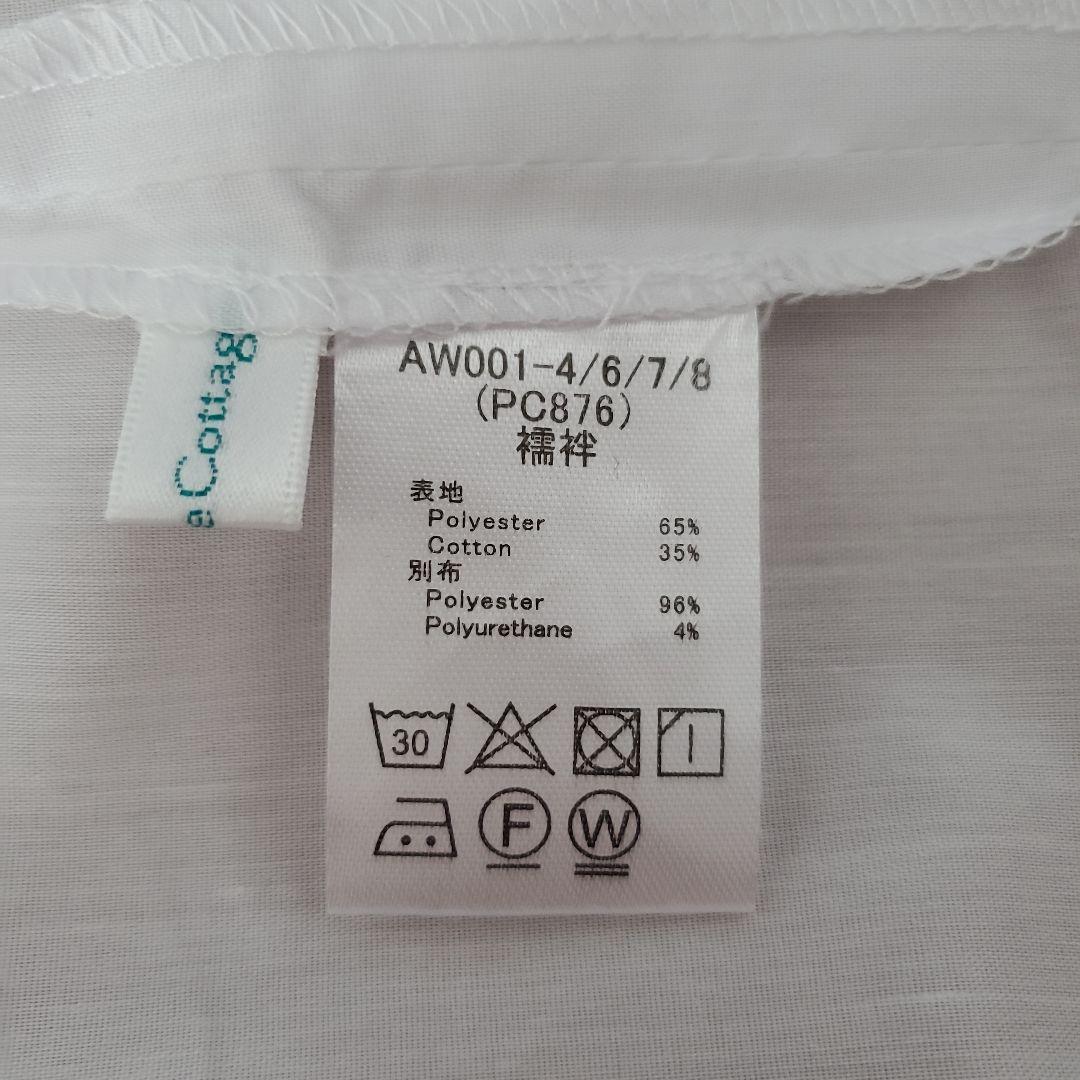 e Cottag
AW001-4/6/7/8
(PC876)
襦袢
表地
Polyester 65%
Cotton 35%
別布
Polyester 96%
Polyurethane 4%
30
F W